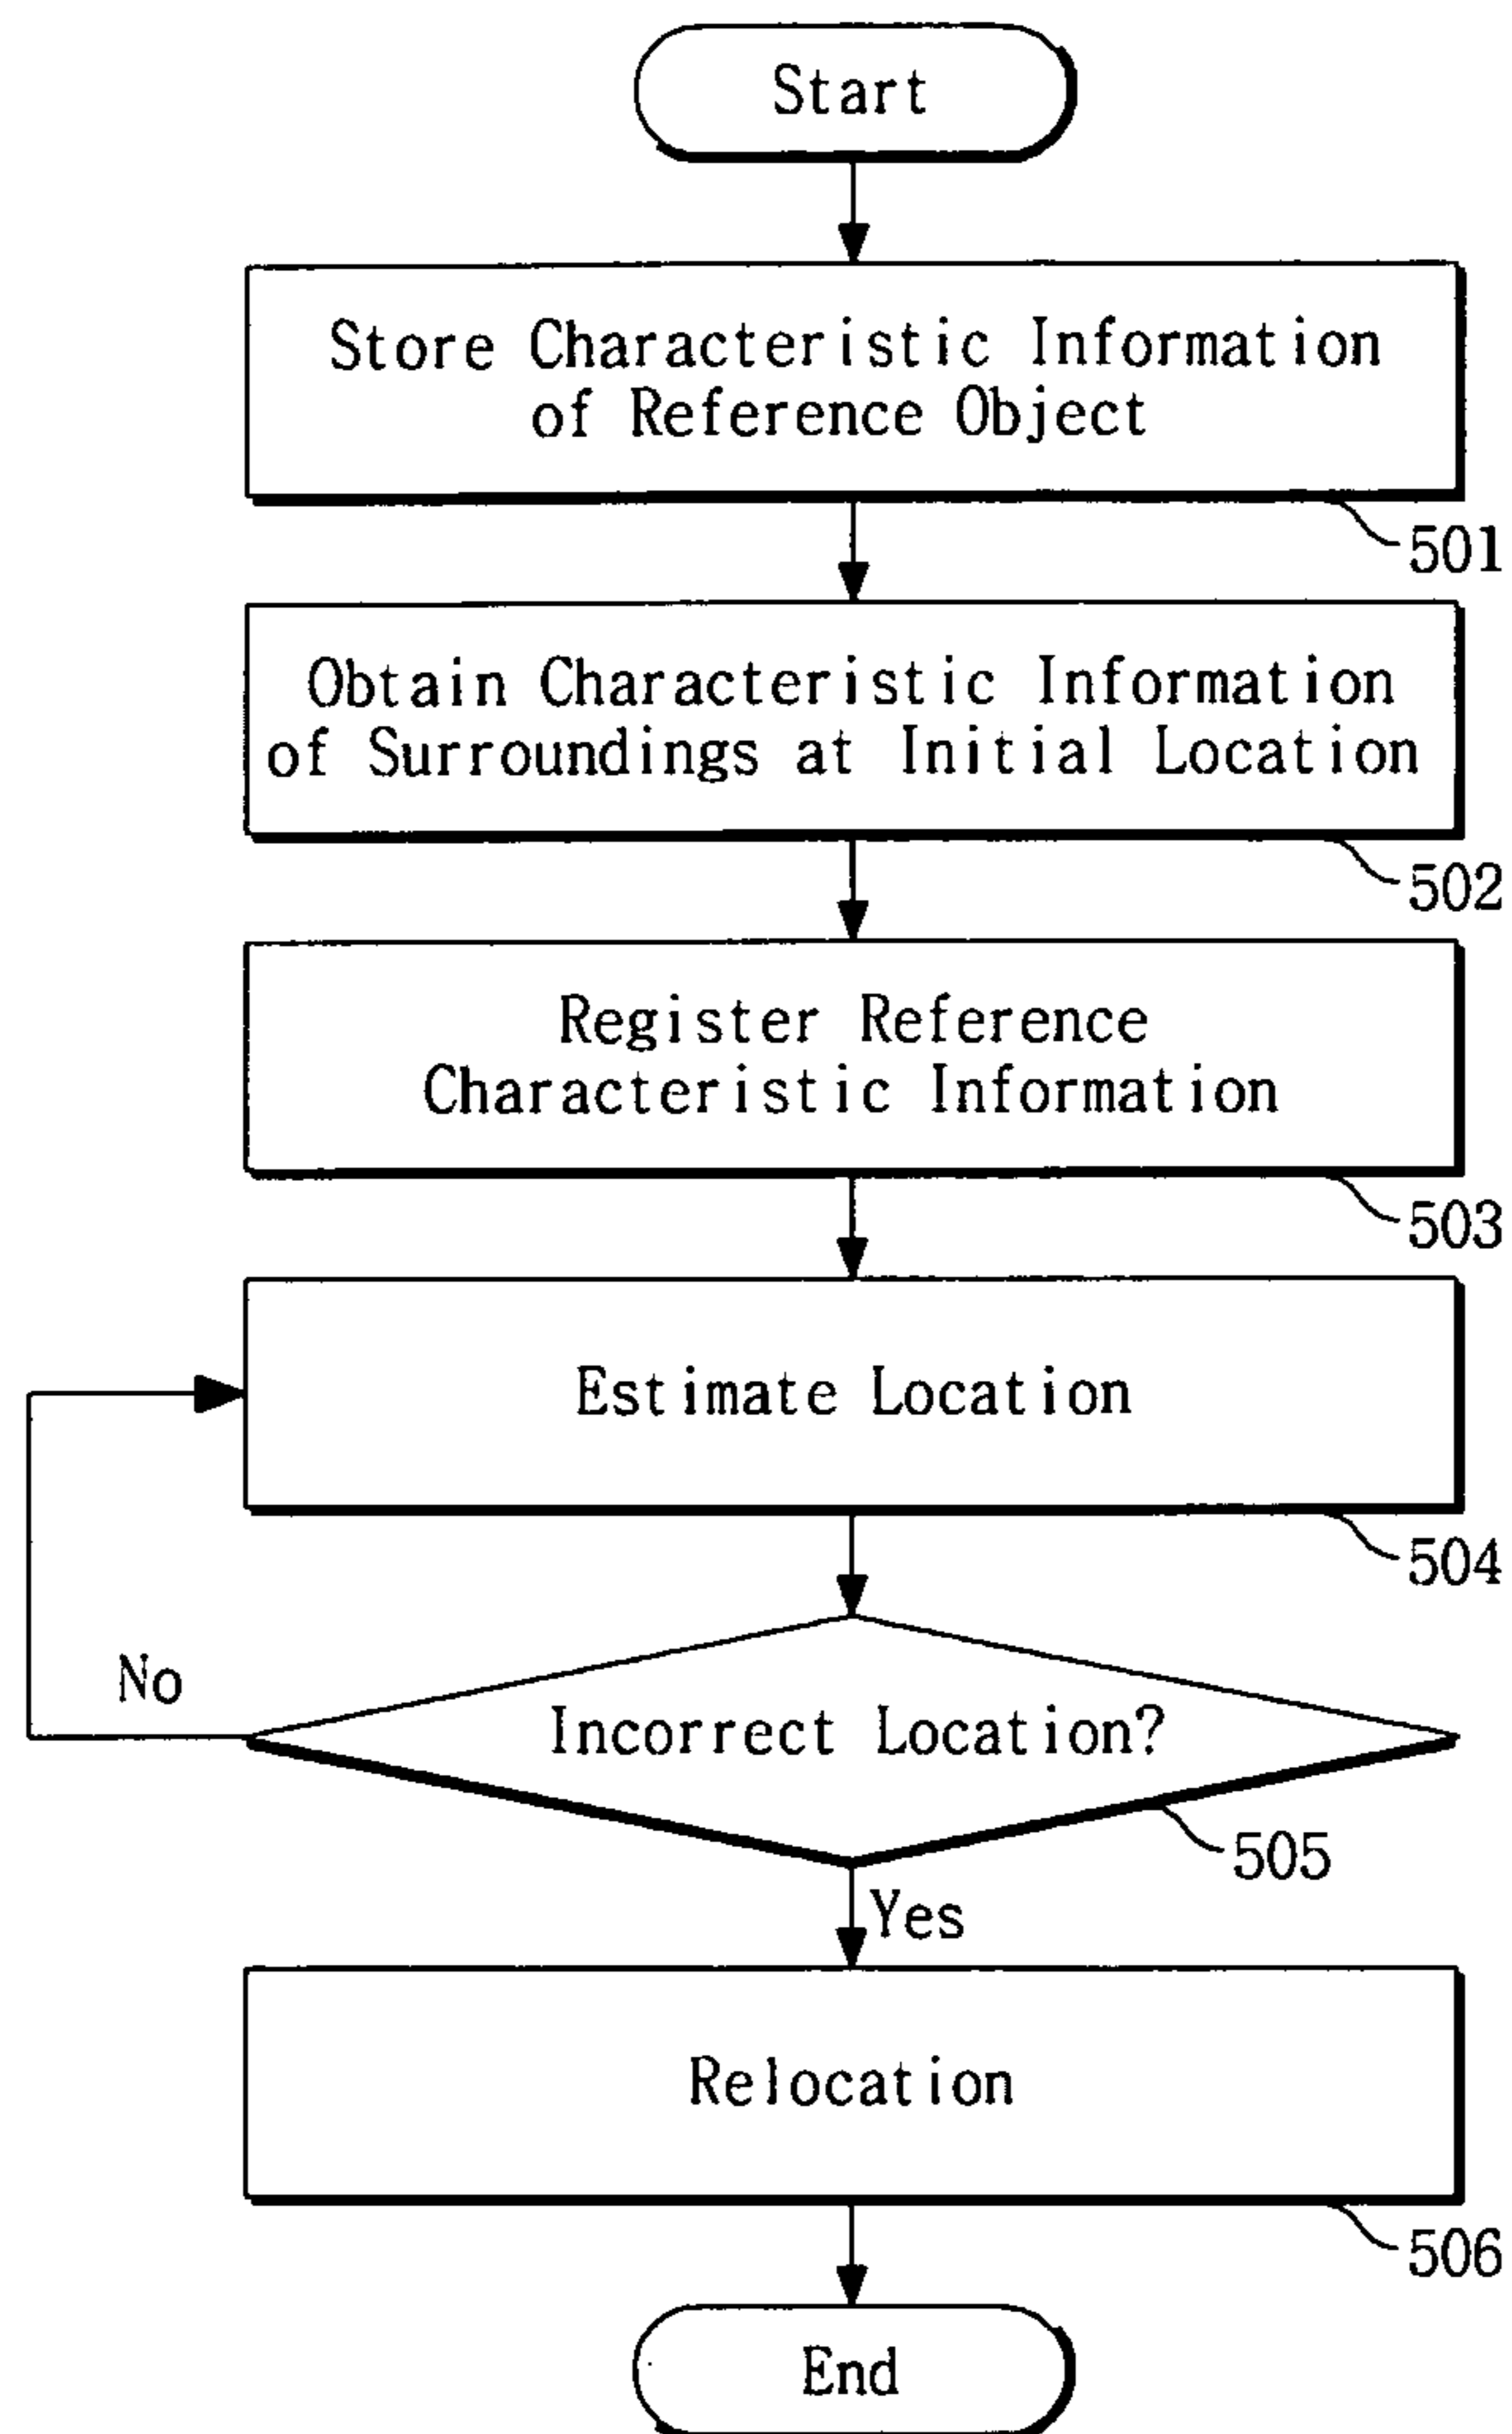 Start
Store Characteristic Information
of Reference Object
501
Obtain Characteristic Information
of Surroundings at Initial Location
502
Register Reference
Characteristic Information
503
Estimate Location
504
No
Incorrect Location?
505
Yes
Relocation
506
End